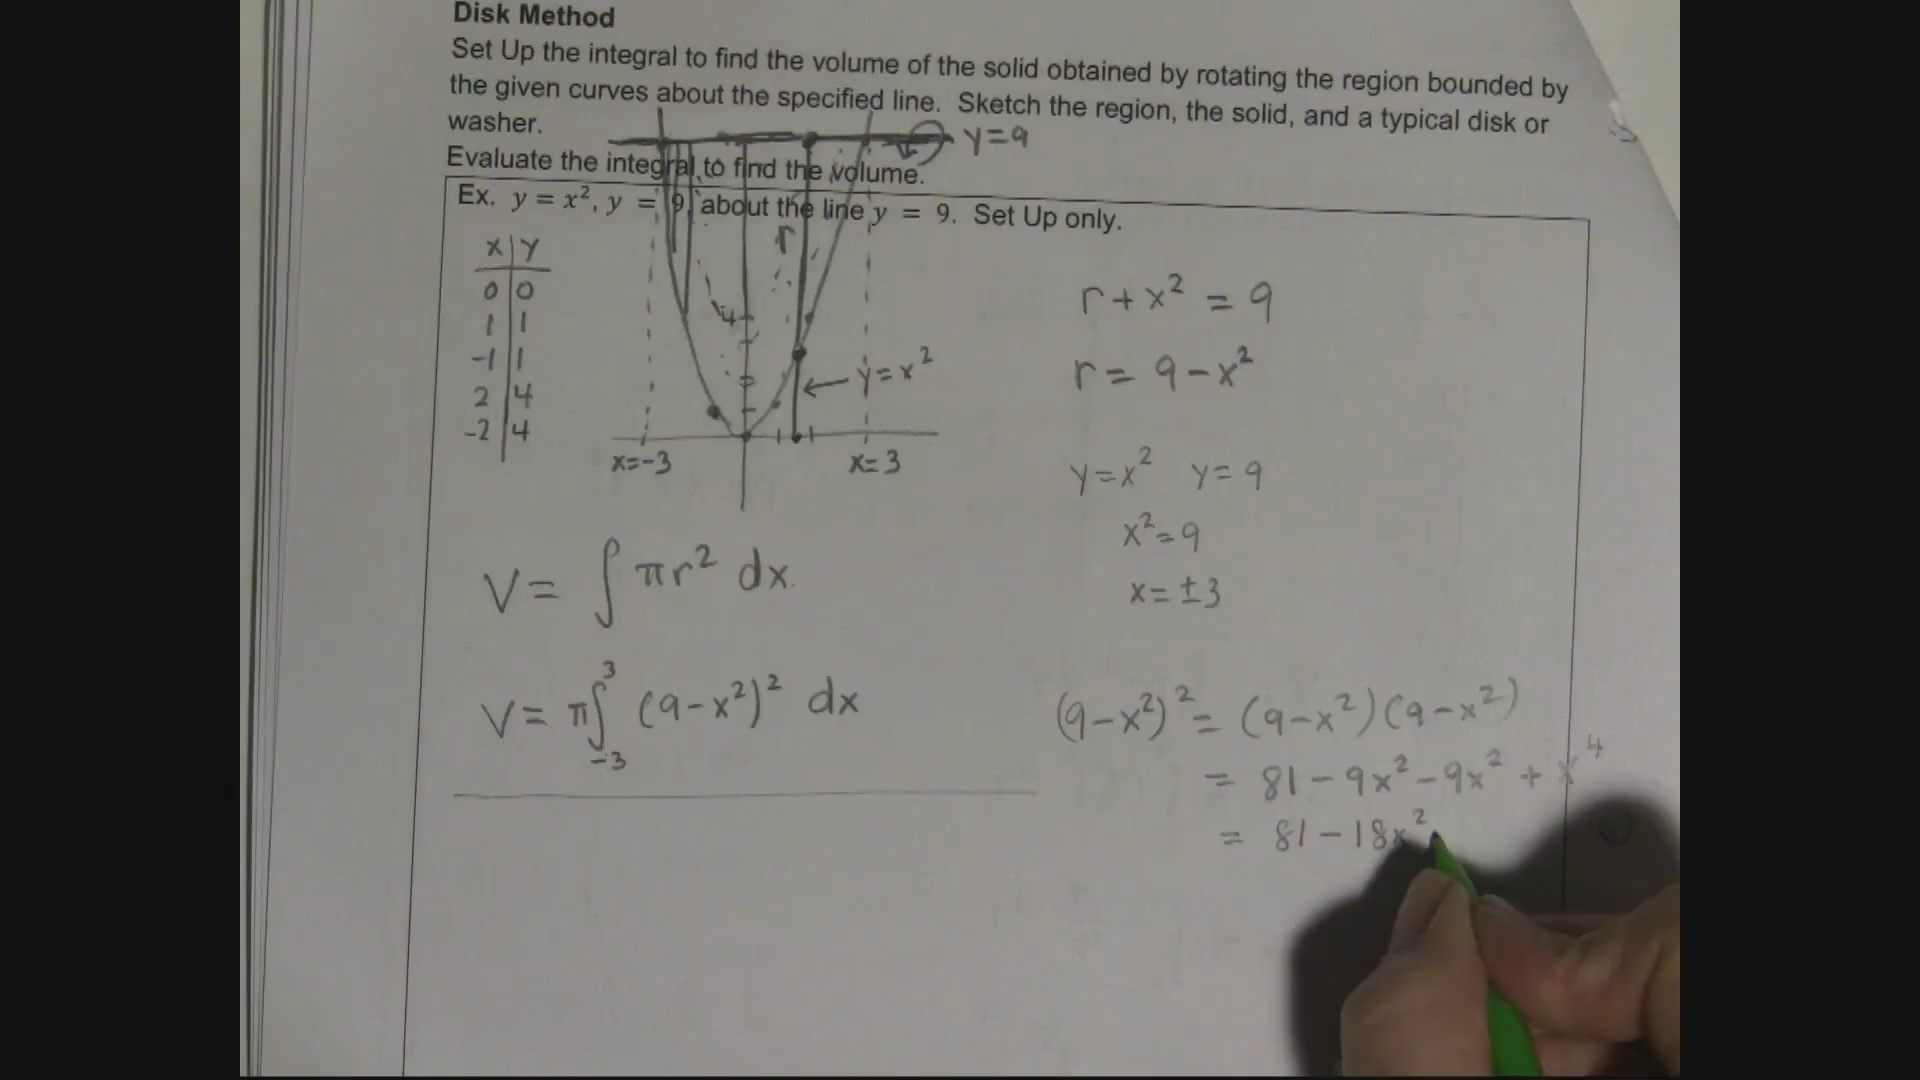 Disk Method
Set Up the integral to find the volume of the solid obtained by rotating the region bounded by
the given curves about the specified line. Sketch the region, the solid, and a typical disk or
washer.
y=9
Evaluate the integral to find the volume.
Ex. y = x², y = 9, about the line y = 9. Set Up only.
x | y
0 | 0
1 | 1
-1 | 1
2 | 4
-2 | 4
r
4
y=x²
x=-3
x=3
r+x² = 9
r = 9-x²
y=x² y=9
x²=9
x=±3
V= ∫ πr² dx
V= π∫₋₃³ (9-x²)² dx
(9-x²)² = (9-x²)(9-x²)
= 81-9x²-9x²+x⁴
= 81-18x²